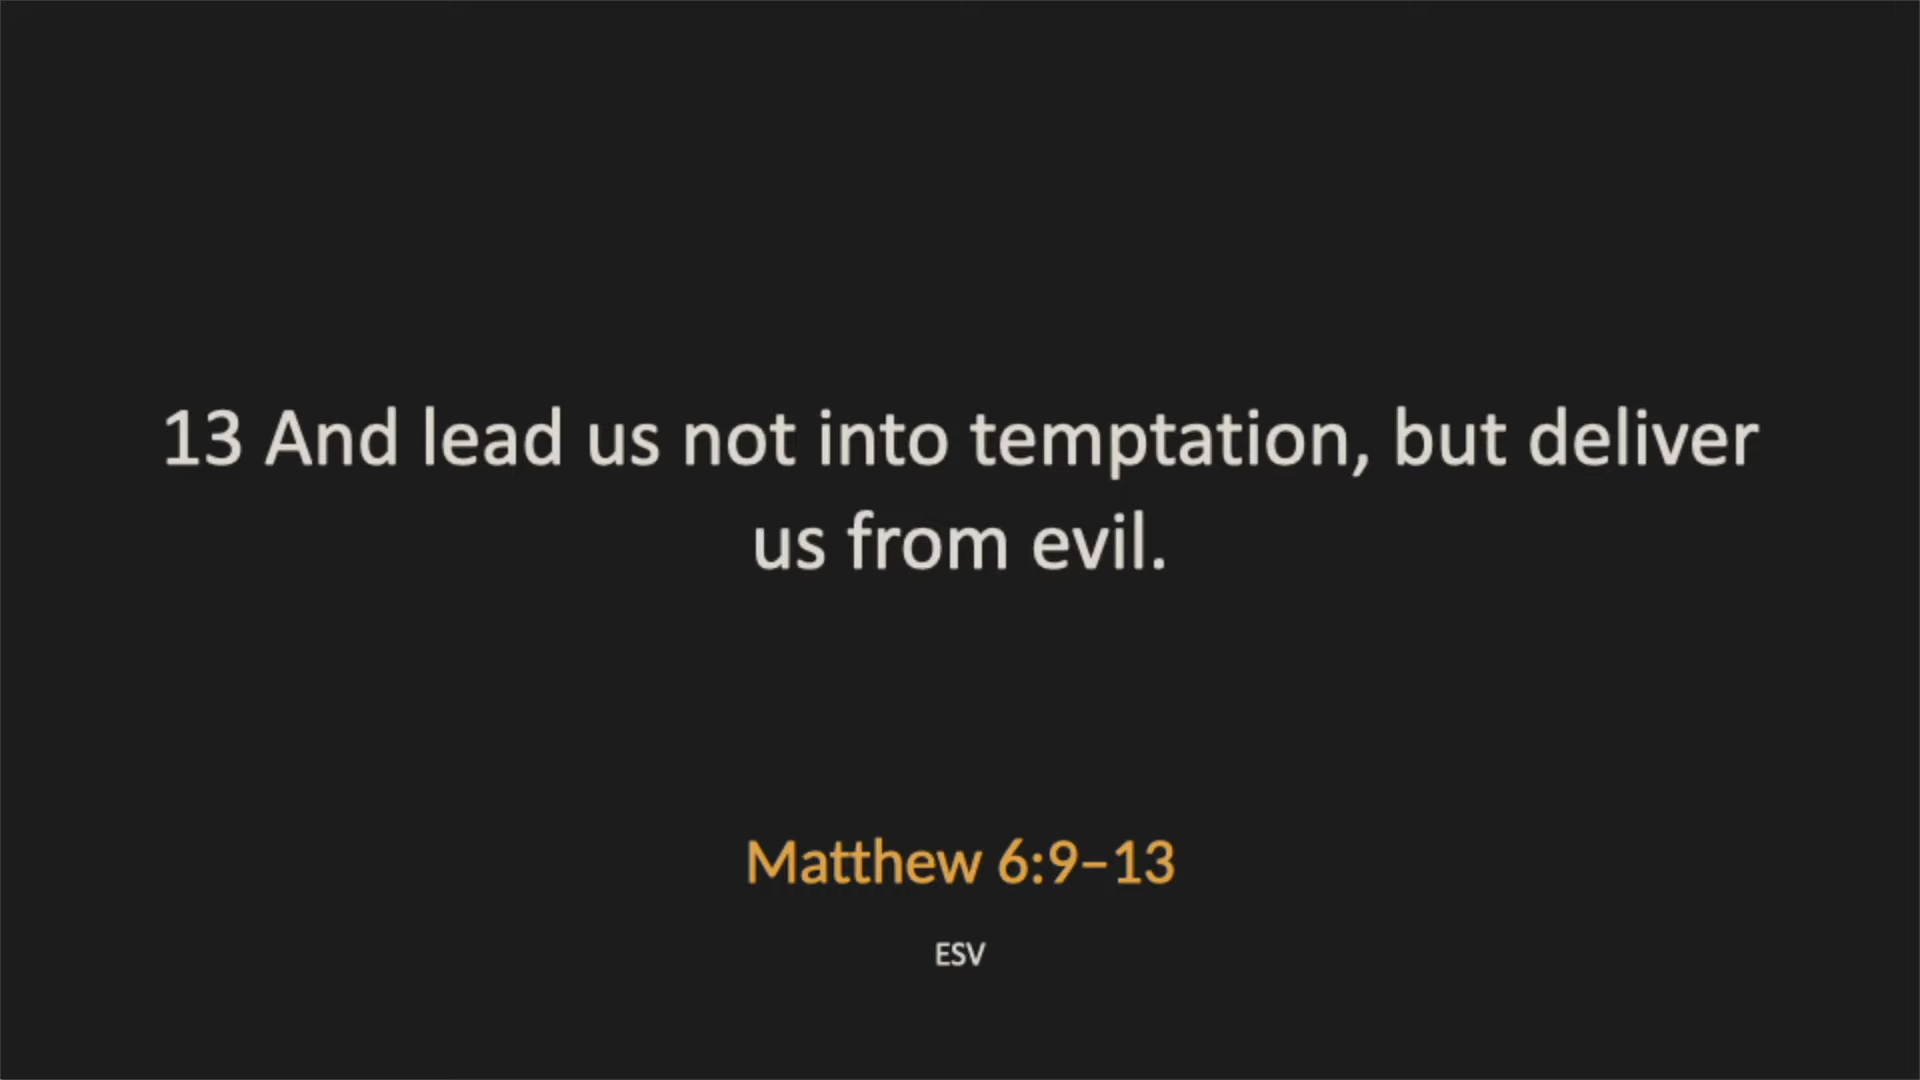 13 And lead us not into temptation, but deliver
us from evil.
Matthew 6:9–13
ESV